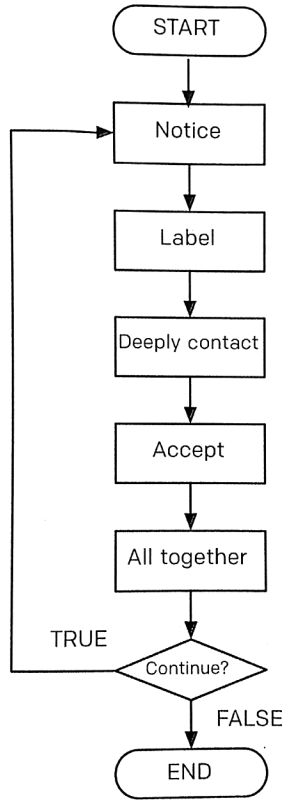 START
Notice
Label
Deeply contact
Accept
All together
TRUE
Continue?
FALSE
END